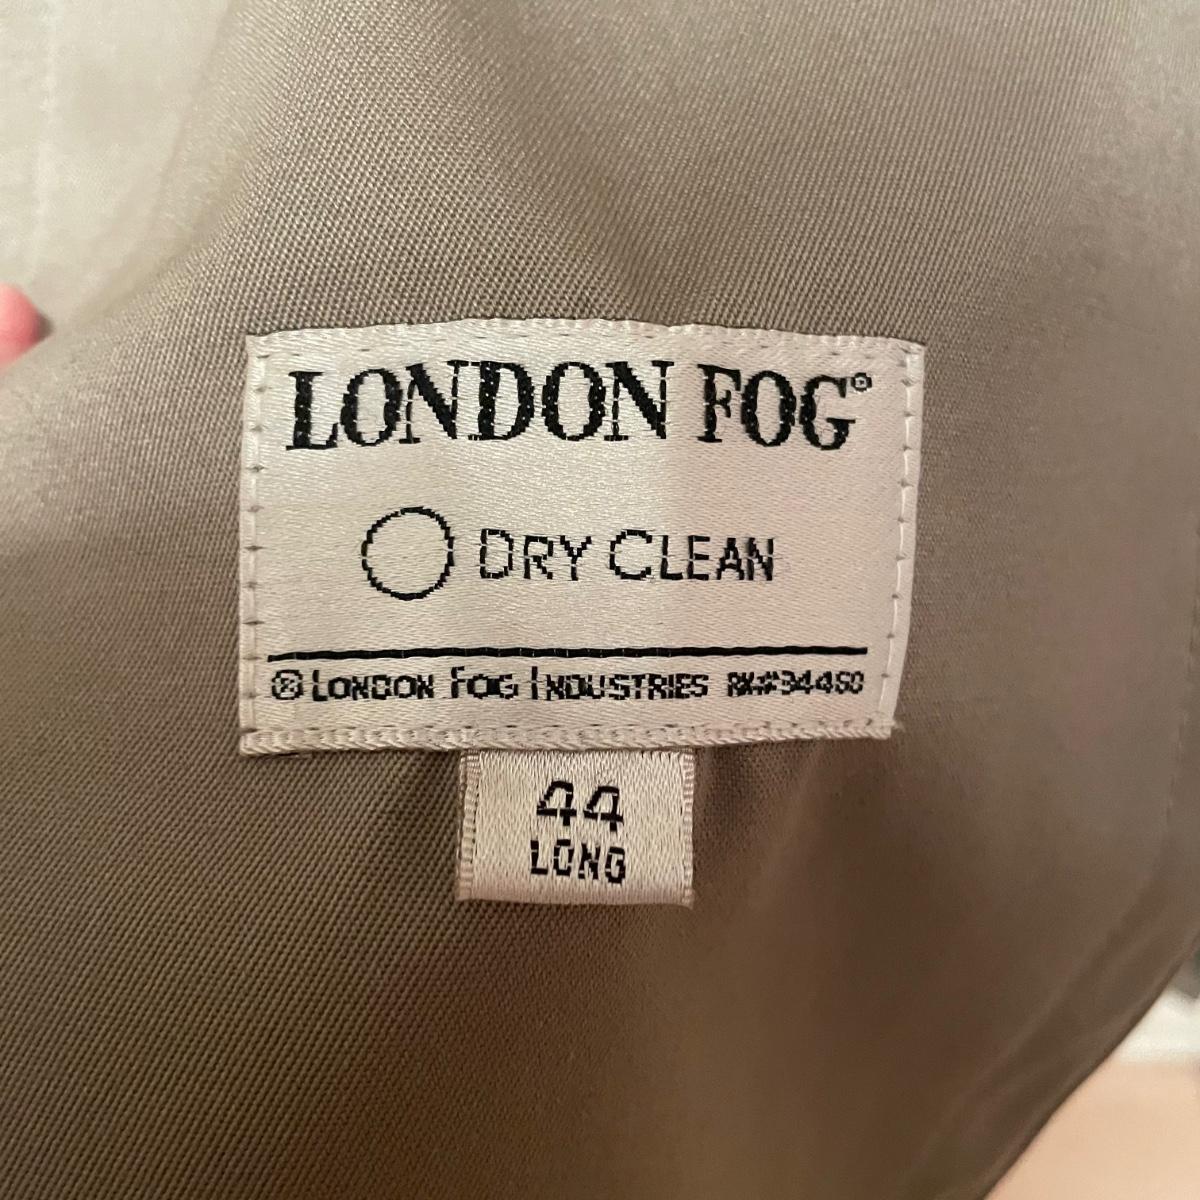 LONDON FOG®
DRY CLEAN
® LONDON FOG INDUSTRIES RN#34460
44
LONG